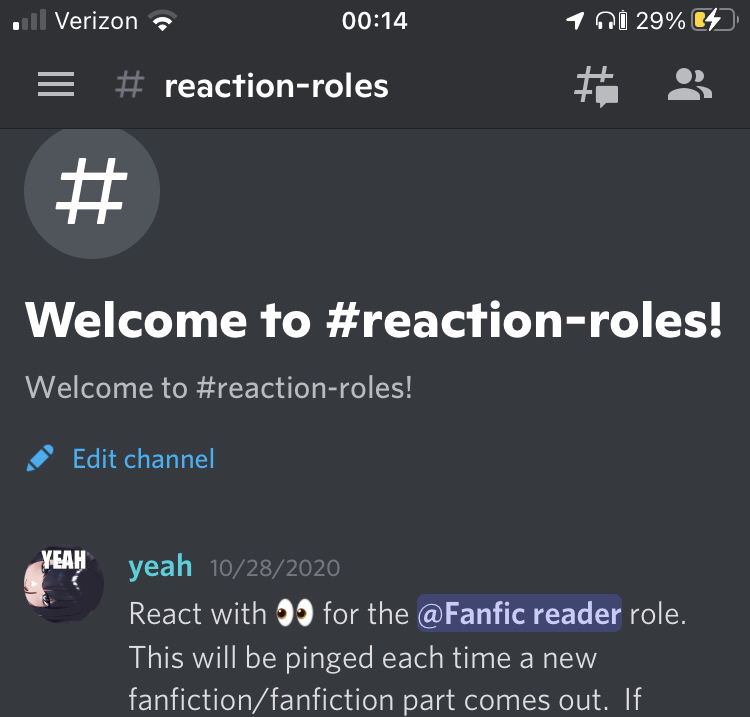 Verizon 00:14 29%
# reaction-roles
#
Welcome to #reaction-roles!
Welcome to #reaction-roles!
Edit channel
YEAH
yeah 10/28/2020
React with 👀 for the @Fanfic reader role.
This will be pinged each time a new
fanfiction/fanfiction part comes out. If